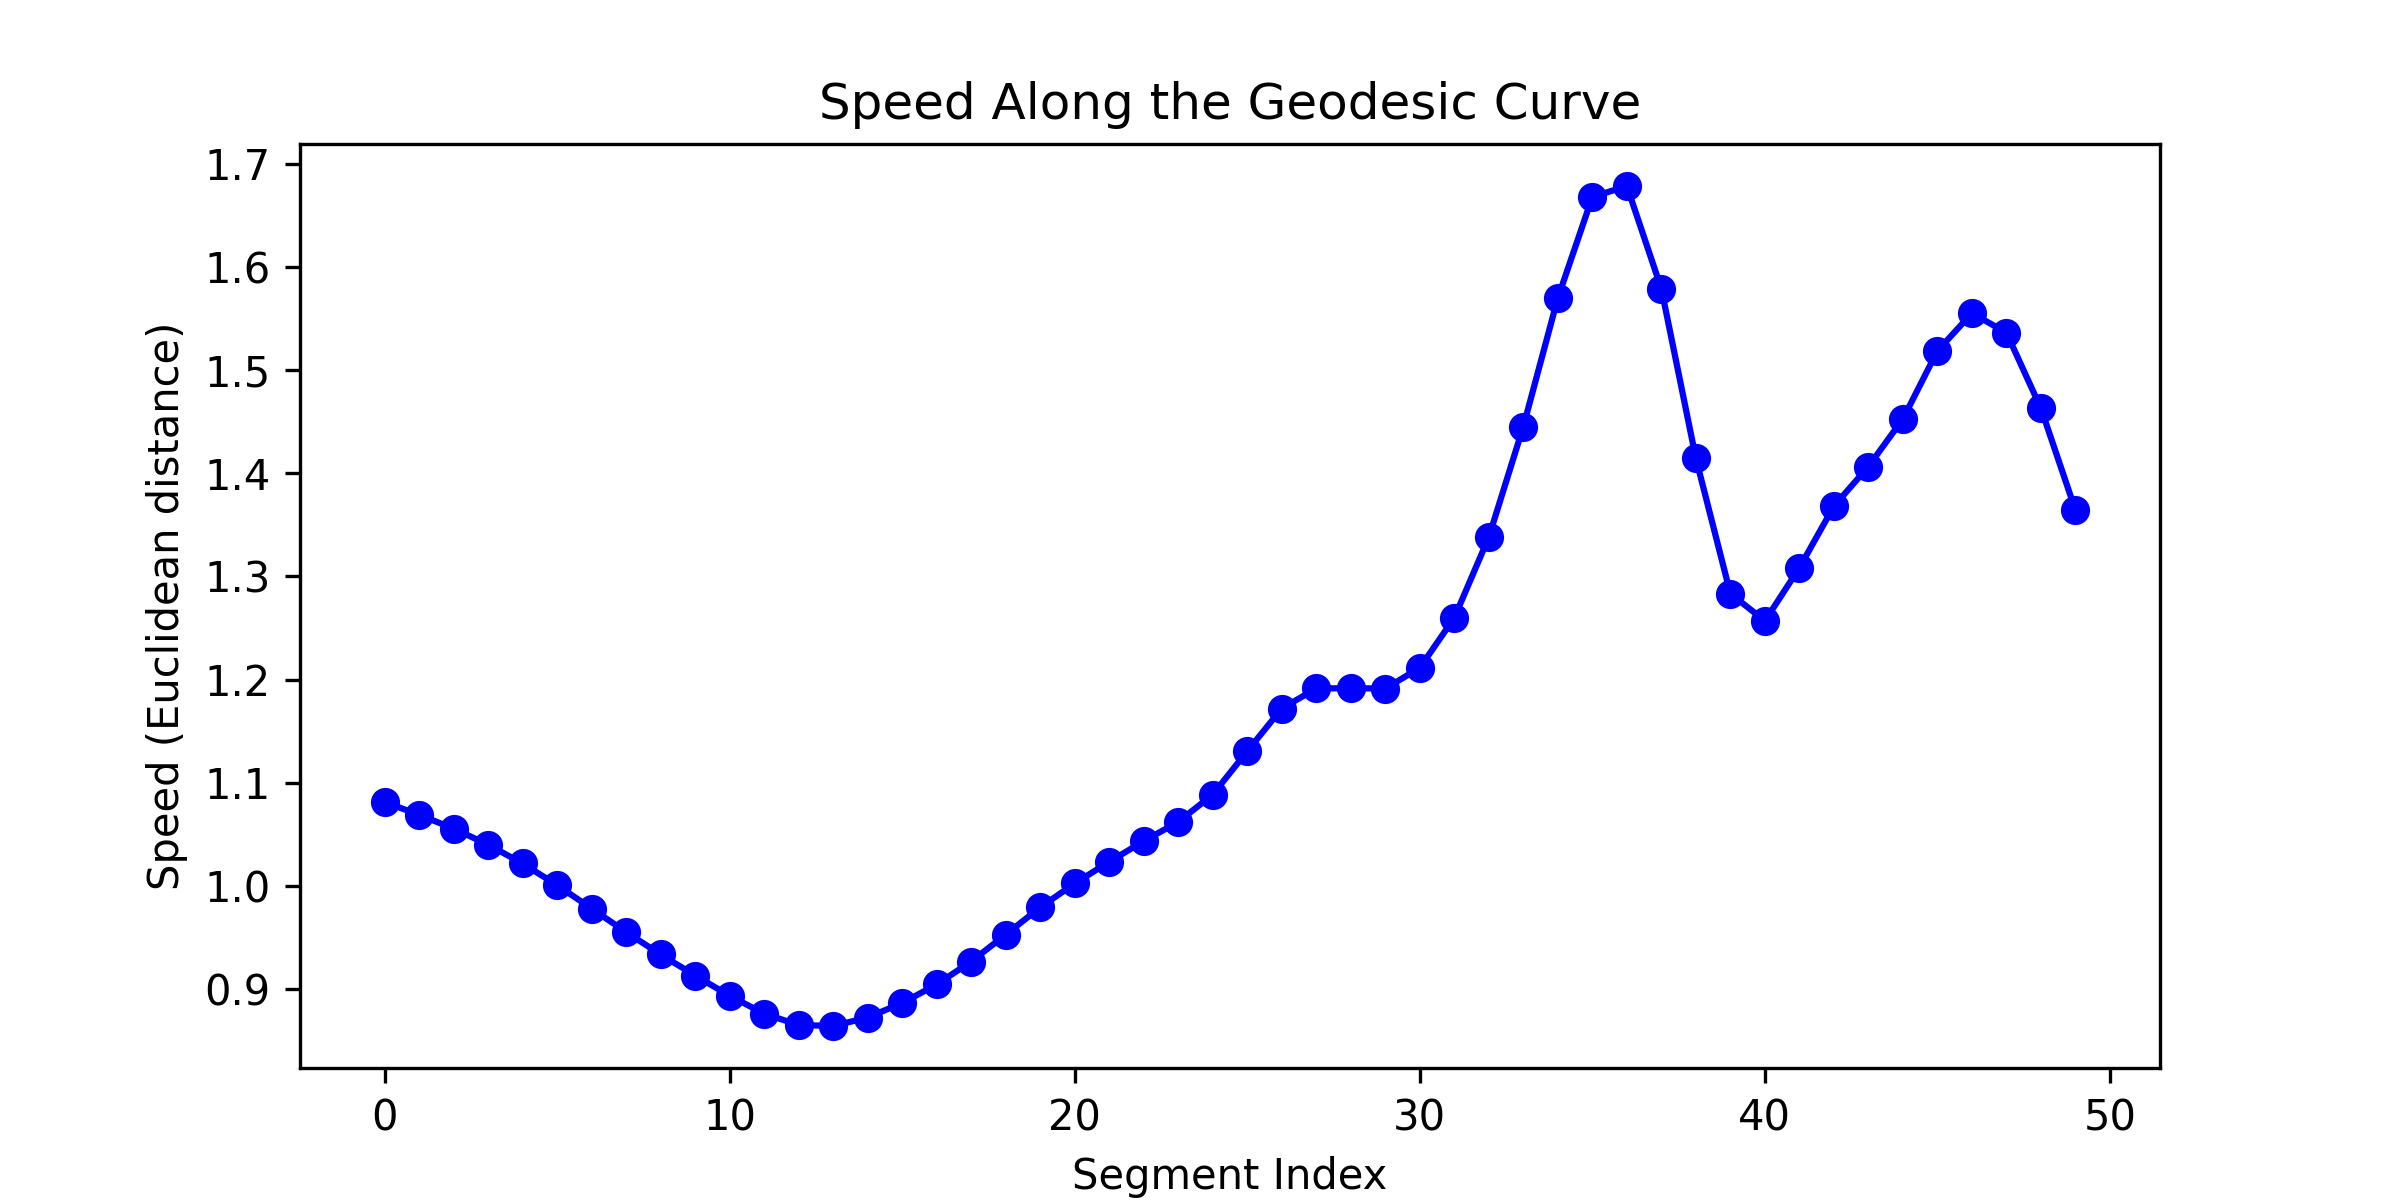 Speed Along the Geodesic Curve
Speed (Euclidean distance)
1.7
1.6
1.5
1.4
1.3
1.2
1.1
1.0
0.9
0 10 20 30 40 50
Segment Index